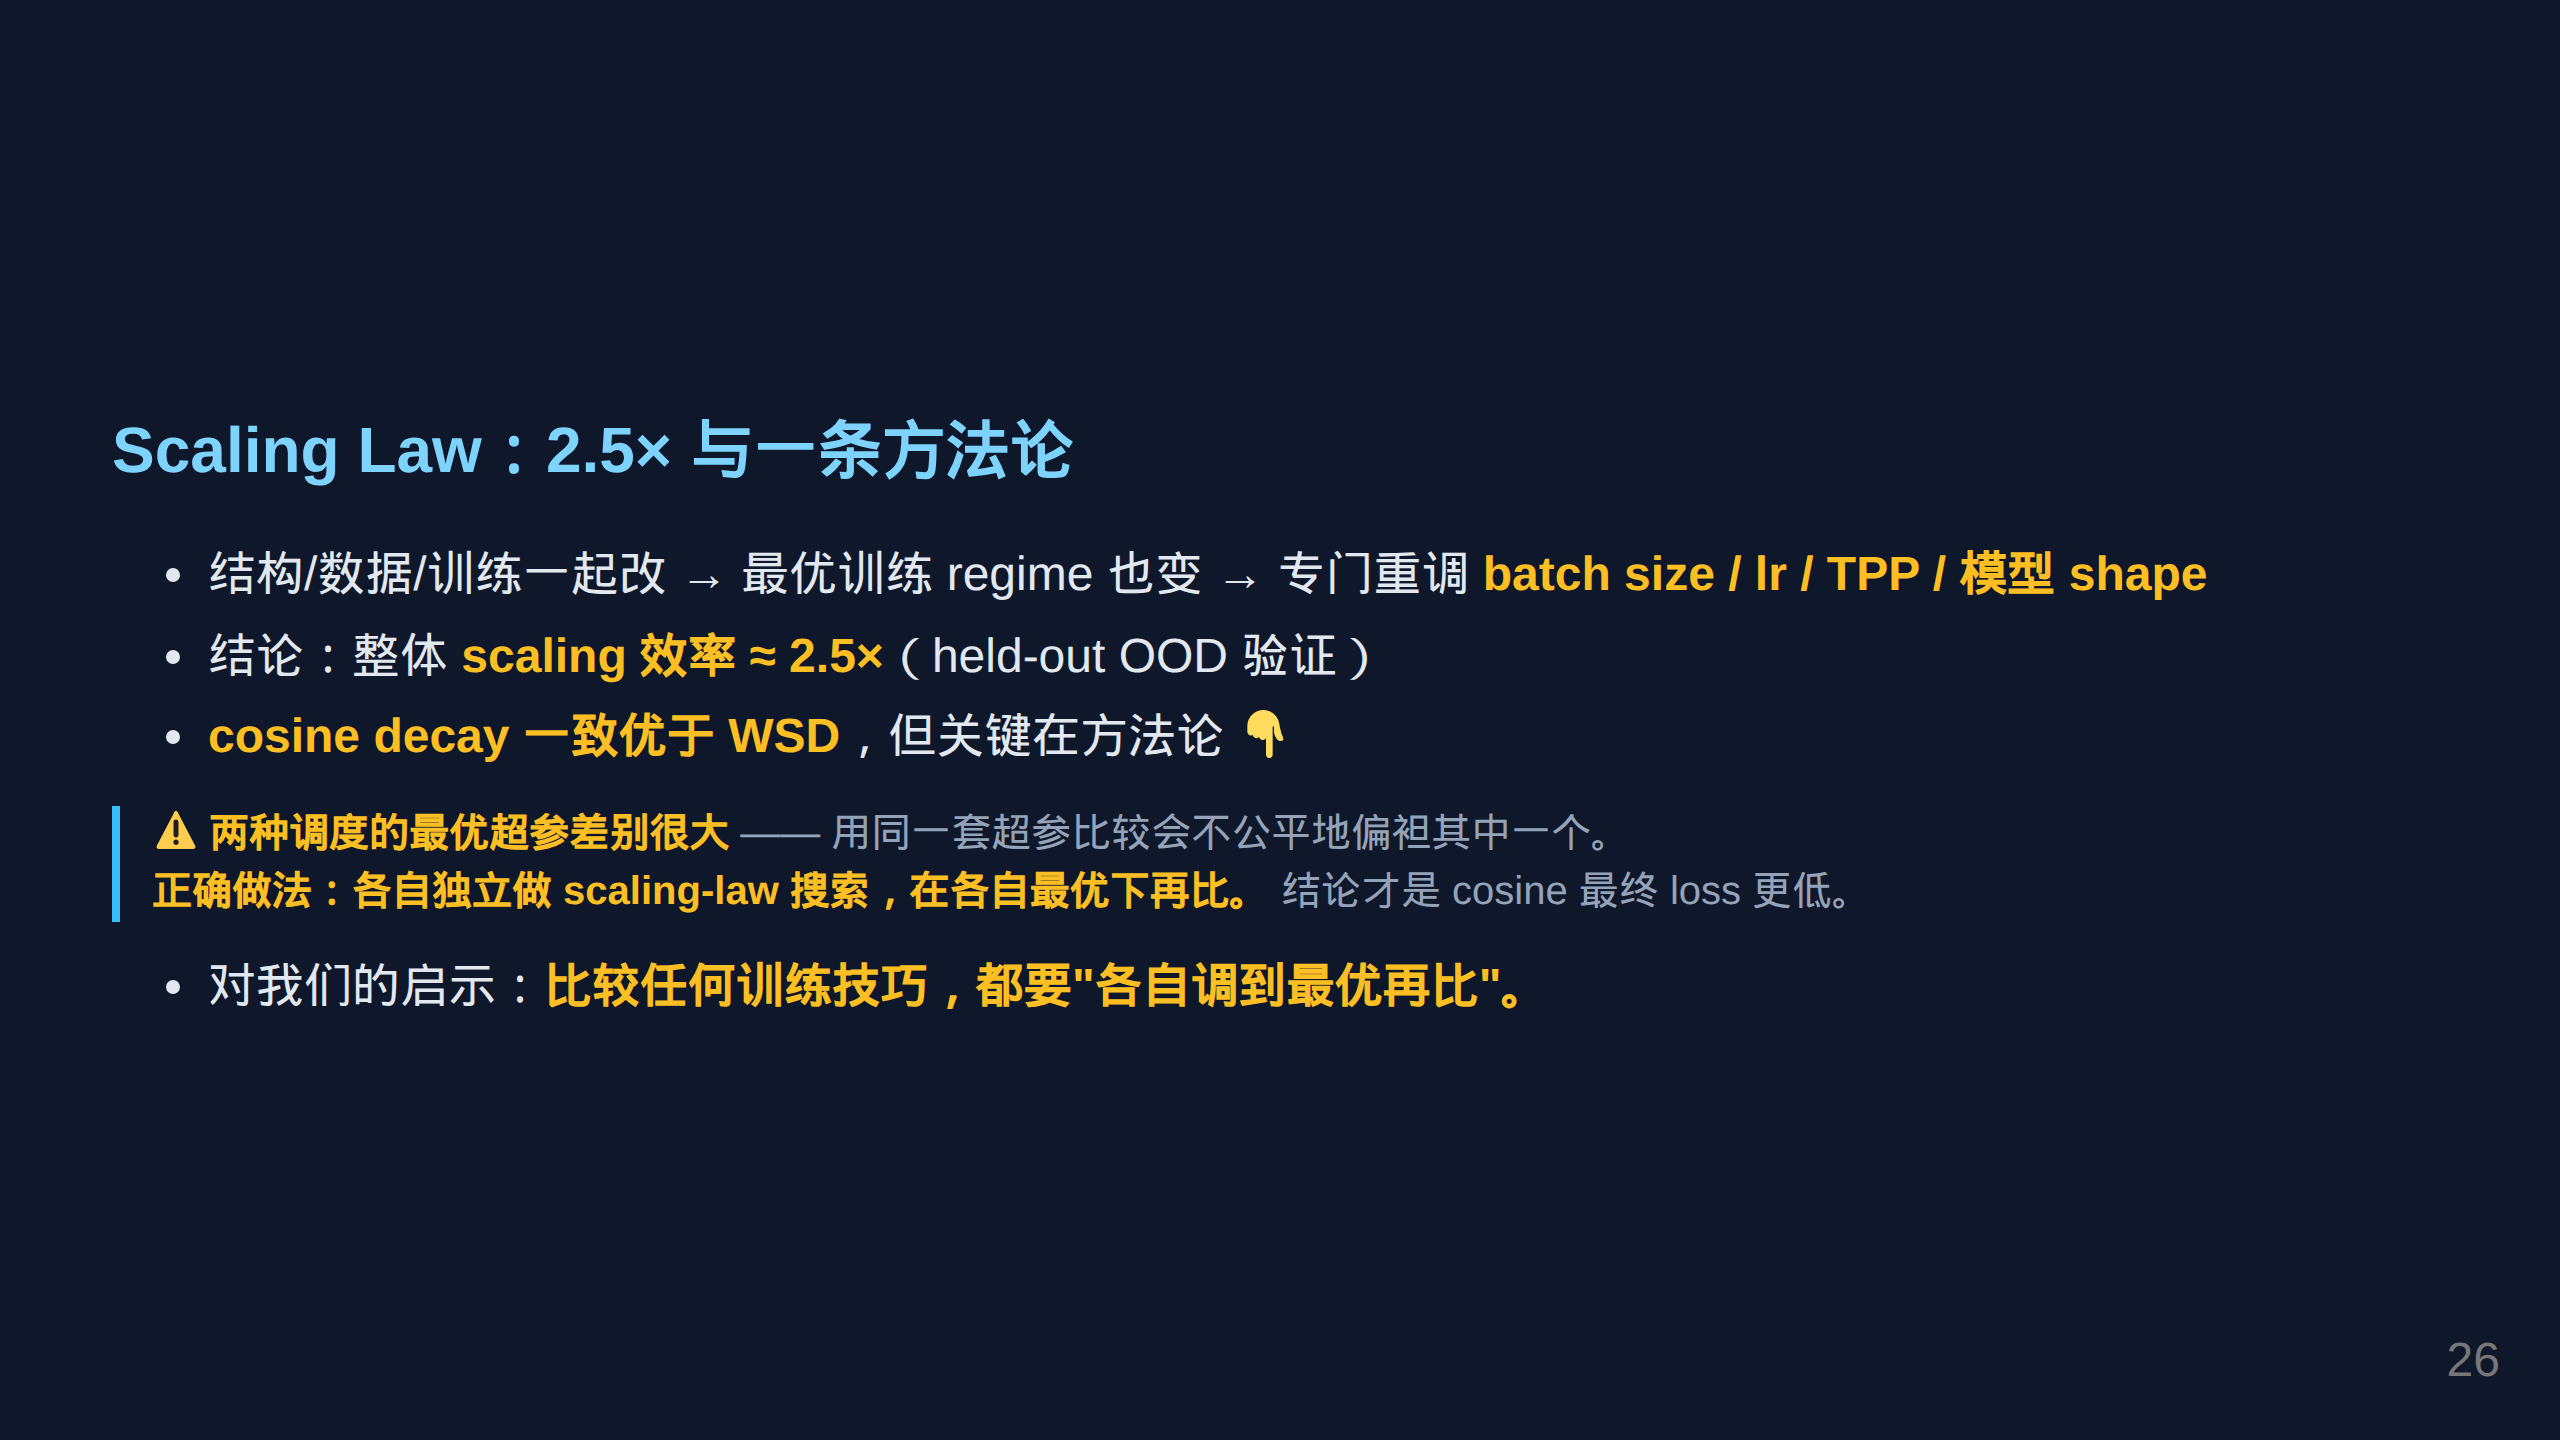 Scaling Law：2.5× 与一条方法论
• 结构/数据/训练一起改 → 最优训练 regime 也变 → 专门重调 batch size / lr / TPP / 模型 shape
• 结论：整体 scaling 效率 ≈ 2.5×（held-out OOD 验证）
• cosine decay 一致优于 WSD，但关键在方法论 👇
⚠️ 两种调度的最优超参差别很大 —— 用同一套超参比较会不公平地偏袒其中一个。
正确做法：各自独立做 scaling-law 搜索，在各自最优下再比。 结论才是 cosine 最终 loss 更低。
• 对我们的启示：比较任何训练技巧，都要"各自调到最优再比"。
26